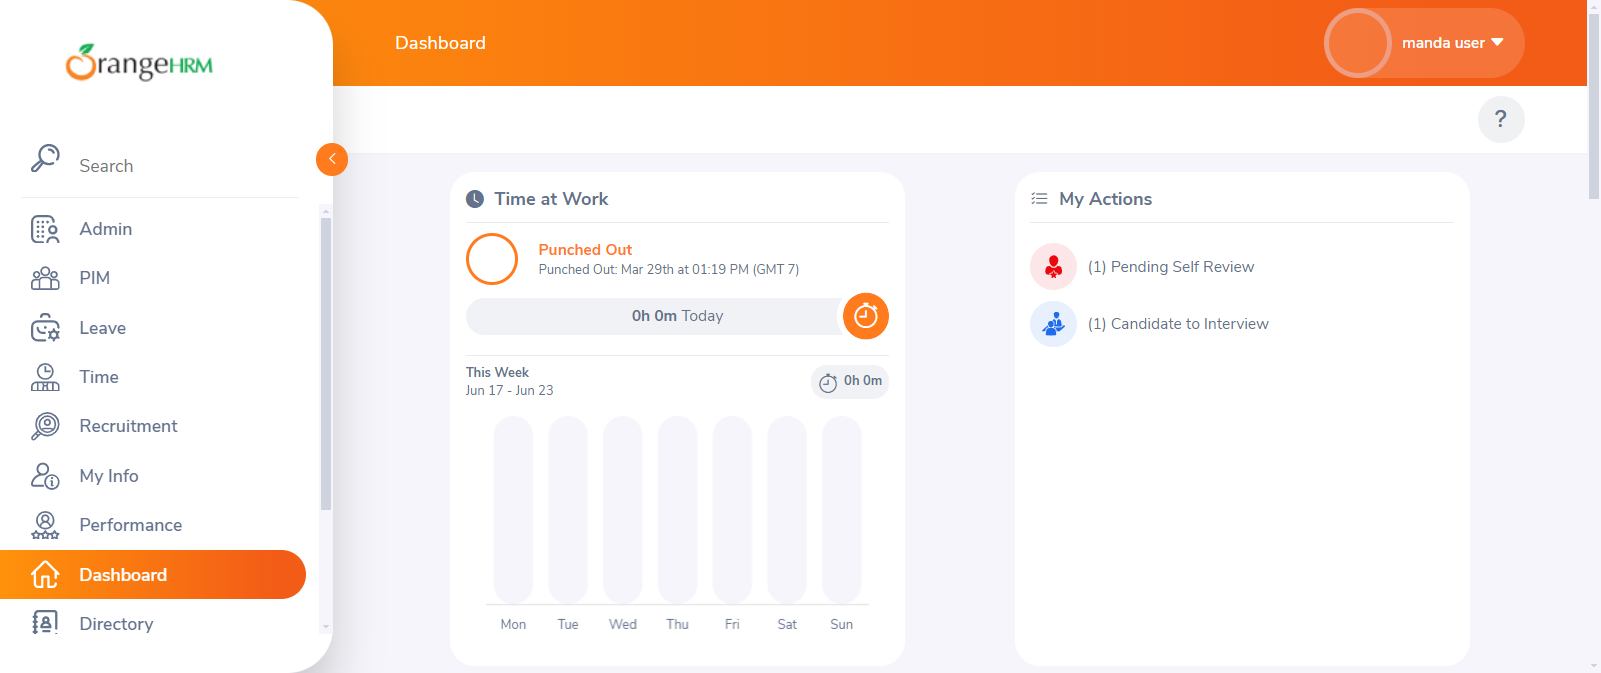 OrangeHRM
Dashboard
manda user
?
Search
Admin
PIM
Leave
Time
Recruitment
My Info
Performance
Dashboard
Directory
Time at Work
Punched Out
Punched Out: Mar 29th at 01:19 PM (GMT 7)
0h 0m Today
This Week
Jun 17 - Jun 23
0h 0m
Mon Tue Wed Thu Fri Sat Sun
My Actions
(1) Pending Self Review
(1) Candidate to Interview